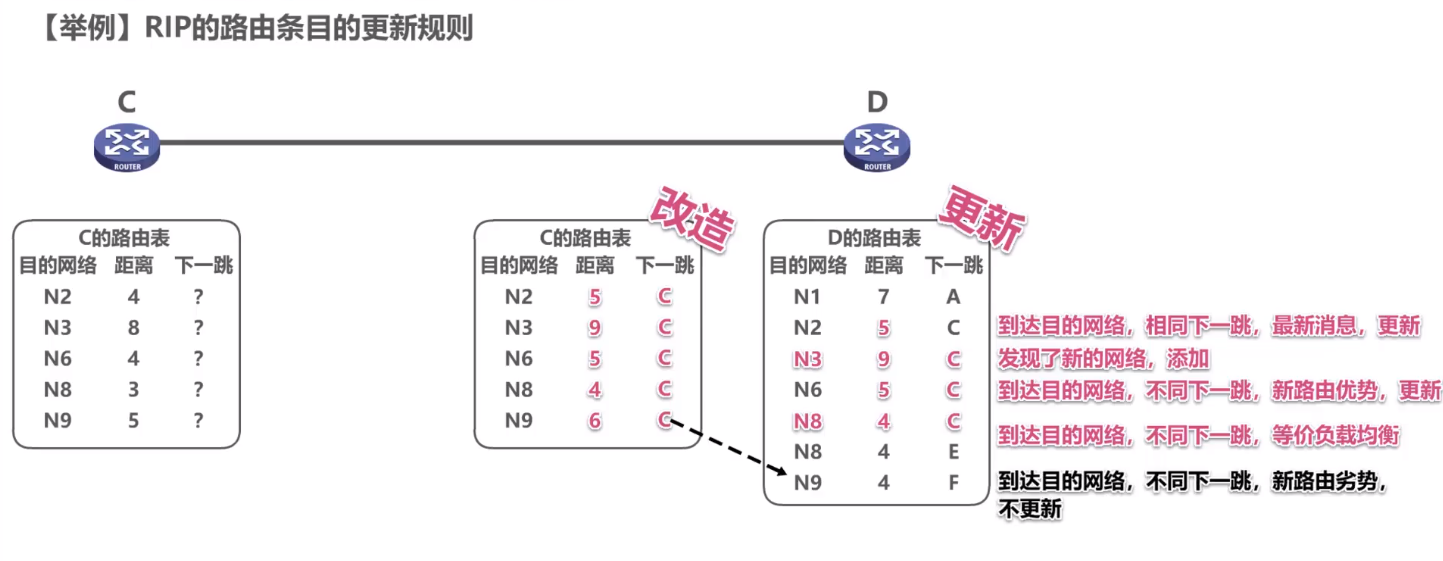 【举例】RIP的路由条目的更新规则
C
D
ROUTER
ROUTER
改造
更新
C的路由表
目的网络 距离 下一跳
N2 4 ?
N3 8 ?
N6 4 ?
N8 3 ?
N9 5 ?
C的路由表
目的网络 距离 下一跳
N2 5 C
N3 9 C
N6 5 C
N8 4 C
N9 6 C
D的路由表
目的网络 距离 下一跳
N1 7 A
N2 5 C
N3 9 C
N6 5 C
N8 4 C
N8 4 E
N9 4 F
到达目的网络，相同下一跳，最新消息，更新
发现了新的网络，添加
到达目的网络，不同下一跳，新路由优势，更新
到达目的网络，不同下一跳，等价负载均衡
到达目的网络，不同下一跳，新路由劣势，
不更新